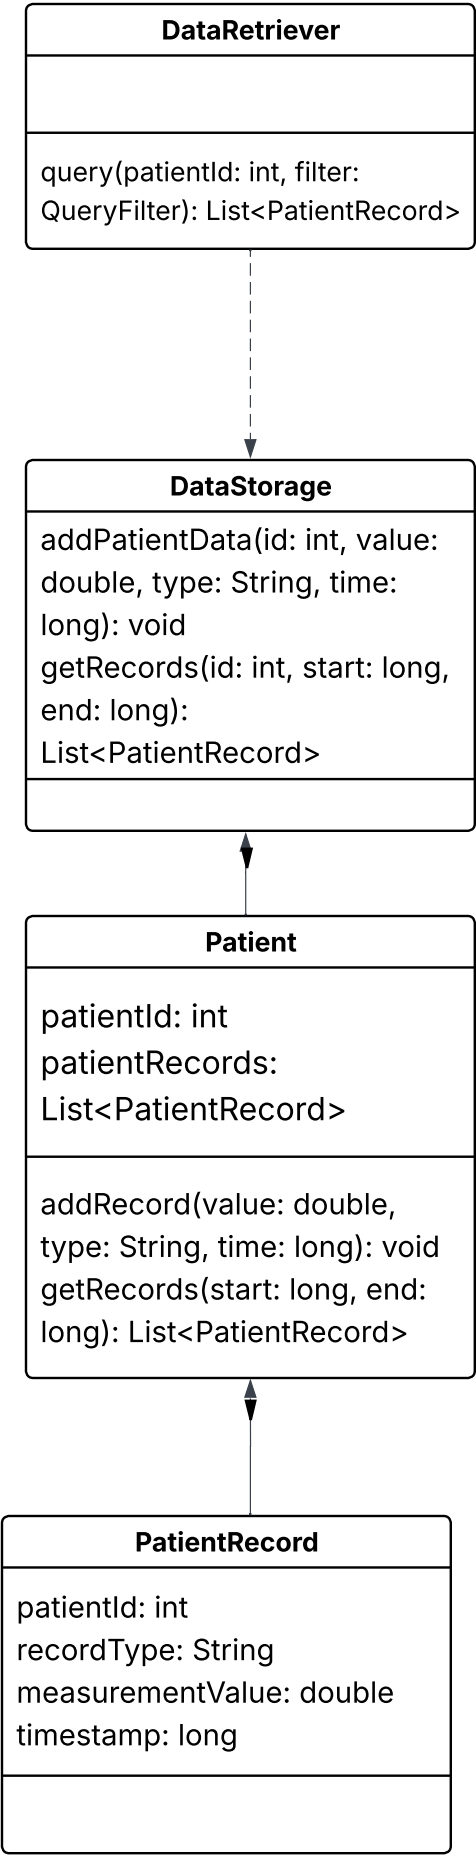 DataRetriever
query(patientId: int, filter:
QueryFilter): List<PatientRecord>
DataStorage
addPatientData(id: int, value:
double, type: String, time:
long): void
getRecords(id: int, start: long,
end: long):
List<PatientRecord>
Patient
patientId: int
patientRecords:
List<PatientRecord>
addRecord(value: double,
type: String, time: long): void
getRecords(start: long, end:
long): List<PatientRecord>
PatientRecord
patientId: int
recordType: String
measurementValue: double
timestamp: long